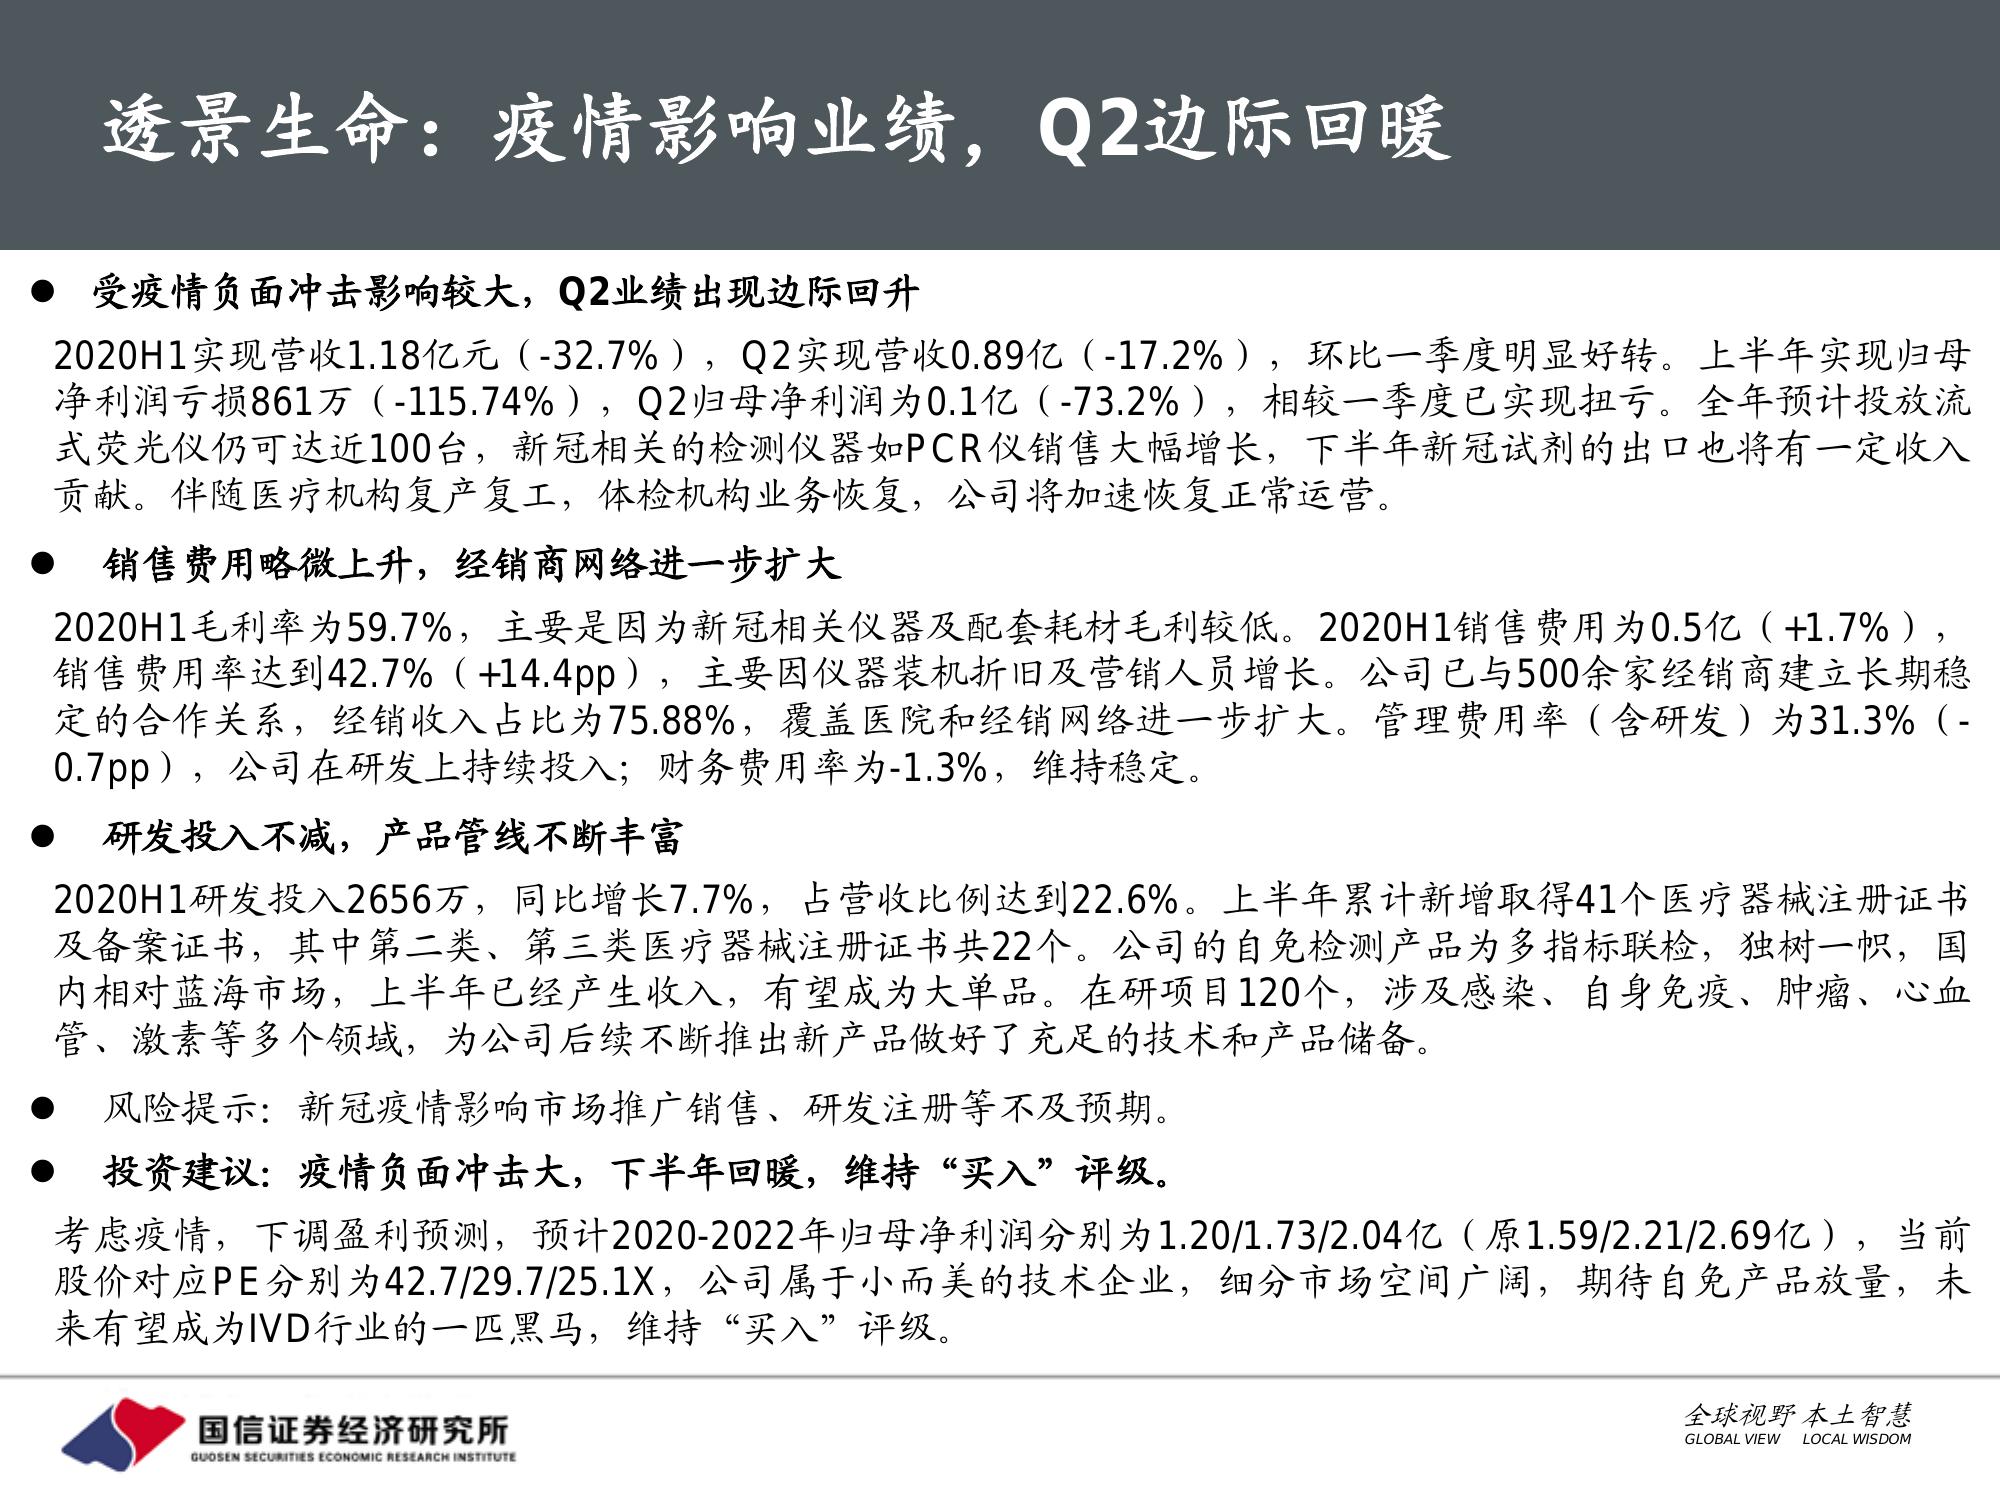 透景生命：疫情影响业绩，Q2边际回暖
● 受疫情负面冲击影响较大，Q2业绩出现边际回升
2020H1实现营收1.18亿元（-32.7%），Q2实现营收0.89亿（-17.2%），环比一季度明显好转。上半年实现归母
净利润亏损861万（-115.74%），Q2归母净利润为0.1亿（-73.2%），相较一季度已实现扭亏。全年预计投放流
式荧光仪仍可达近100台，新冠相关的检测仪器如PCR仪销售大幅增长，下半年新冠试剂的出口也将有一定收入
贡献。伴随医疗机构复产复工，体检机构业务恢复，公司将加速恢复正常运营。
● 销售费用略微上升，经销商网络进一步扩大
2020H1毛利率为59.7%，主要是因为新冠相关仪器及配套耗材毛利较低。2020H1销售费用为0.5亿（+1.7%），
销售费用率达到42.7%（+14.4pp），主要因仪器装机折旧及营销人员增长。公司已与500余家经销商建立长期稳
定的合作关系，经销收入占比为75.88%，覆盖医院和经销网络进一步扩大。管理费用率（含研发）为31.3%（-
0.7pp），公司在研发上持续投入；财务费用率为-1.3%，维持稳定。
● 研发投入不减，产品管线不断丰富
2020H1研发投入2656万，同比增长7.7%，占营收比例达到22.6%。上半年累计新增取得41个医疗器械注册证书
及备案证书，其中第二类、第三类医疗器械注册证书共22个。公司的自免检测产品为多指标联检，独树一帜，国
内相对蓝海市场，上半年已经产生收入，有望成为大单品。在研项目120个，涉及感染、自身免疫、肿瘤、心血
管、激素等多个领域，为公司后续不断推出新产品做好了充足的技术和产品储备。
● 风险提示：新冠疫情影响市场推广销售、研发注册等不及预期。
● 投资建议：疫情负面冲击大，下半年回暖，维持“买入”评级。
考虑疫情，下调盈利预测，预计2020-2022年归母净利润分别为1.20/1.73/2.04亿（原1.59/2.21/2.69亿），当前
股价对应PE分别为42.7/29.7/25.1X，公司属于小而美的技术企业，细分市场空间广阔，期待自免产品放量，未
来有望成为IVD行业的一匹黑马，维持“买入”评级。
国信证券经济研究所
GUOSEN SECURITIES ECONOMIC RESEARCH INSTITUTE
全球视野 本土智慧
GLOBAL VIEW LOCAL WISDOM